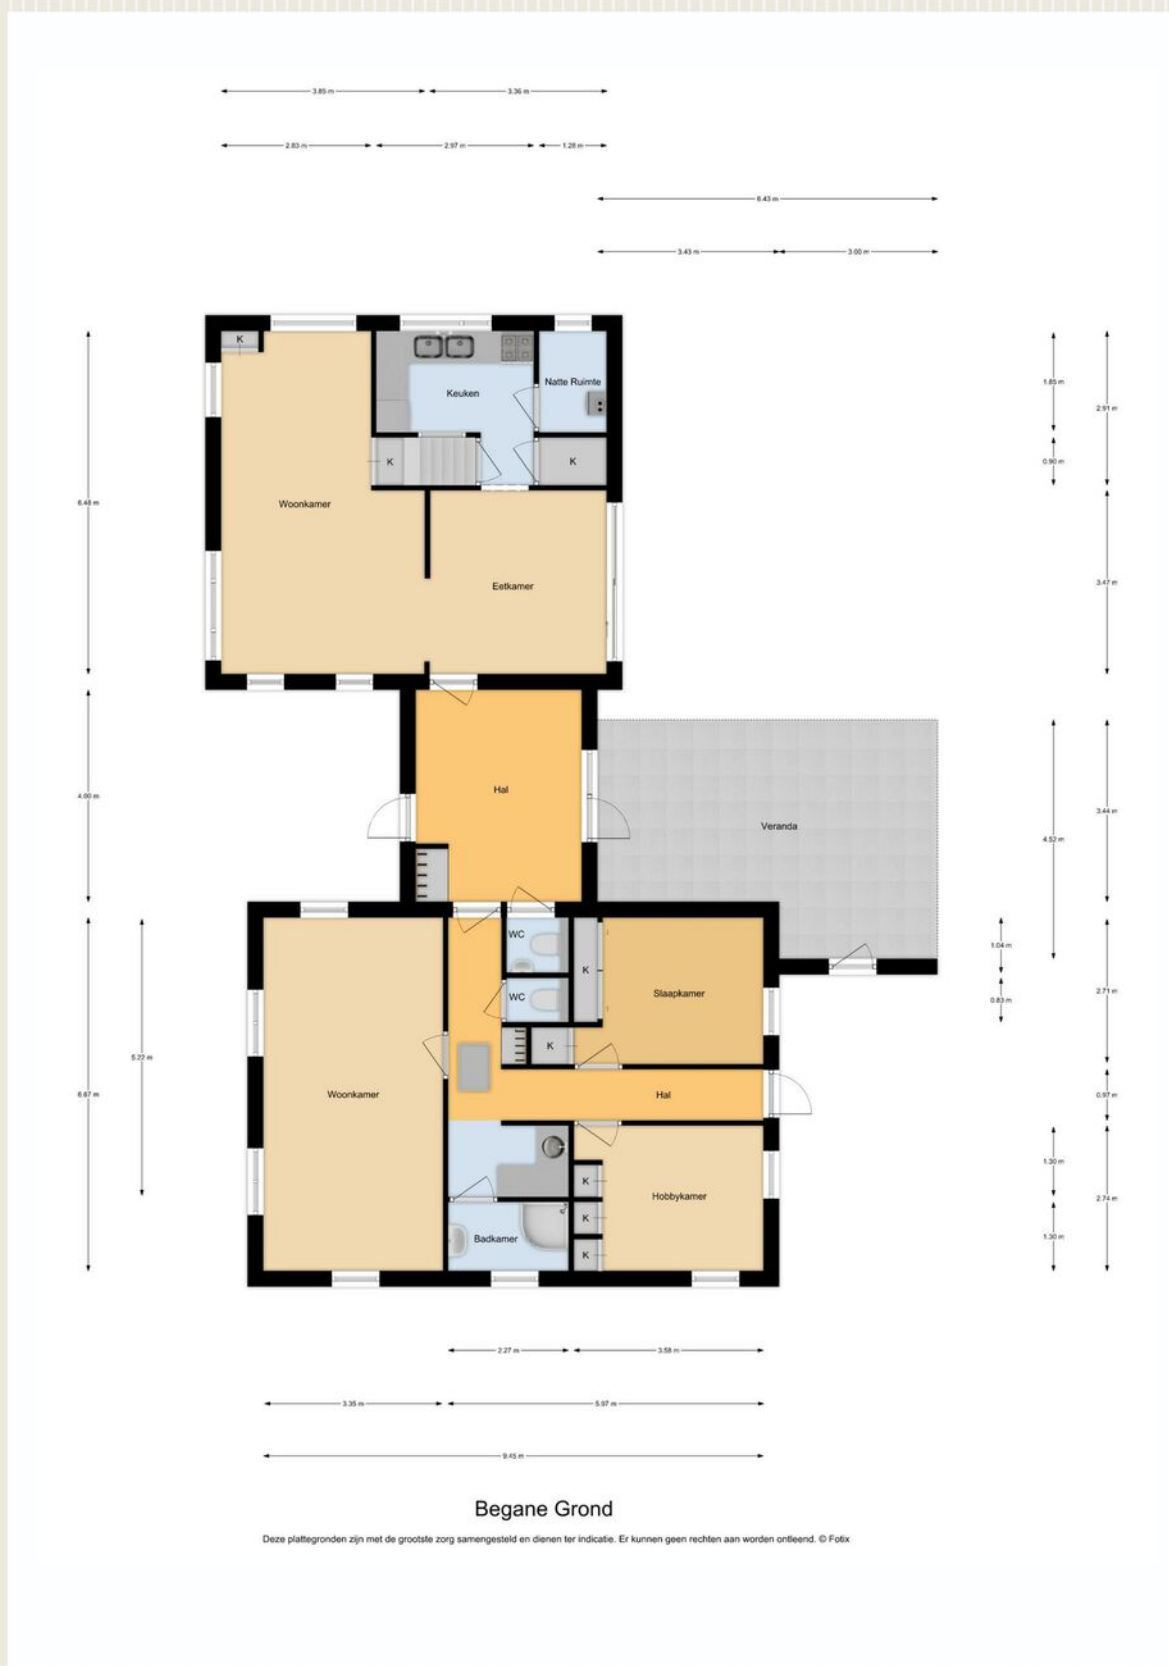 3.85 m
3.36 m
2.83 m
2.97 m
1.28 m
6.43 m
3.43 m
3.00 m
K
Keuken
Natte Ruimte
1.85 m
2.91 m
K
K
0.90 m
6.48 m
Woonkamer
Eetkamer
3.47 m
4.00 m
Hal
Veranda
4.52 m
3.44 m
WC
K
Slaapkamer
1.04 m
2.71 m
WC
0.83 m
K
5.22 m
6.67 m
Woonkamer
Hal
0.97 m
1.30 m
K
Hobbykamer
2.74 m
K
Badkamer
1.30 m
K
2.27 m
3.58 m
3.35 m
5.97 m
9.45 m
Begane Grond
Deze plattegronden zijn met de grootste zorg samengesteld en dienen ter indicatie. Er kunnen geen rechten aan worden ontleend. © Fotix